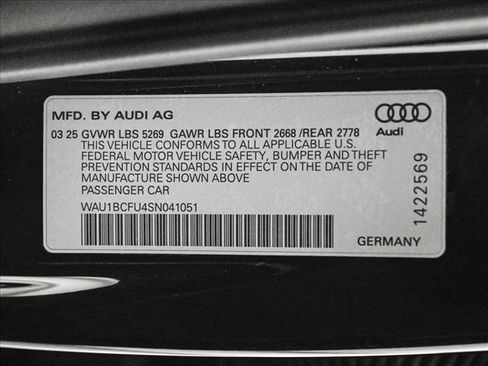 MFD. BY AUDI AG
03 25 GVWR LBS 5269 GAWR LBS FRONT 2668 /REAR 2778
THIS VEHICLE CONFORMS TO ALL APPLICABLE U.S.
FEDERAL MOTOR VEHICLE SAFETY, BUMPER AND THEFT
PREVENTION STANDARDS IN EFFECT ON THE DATE OF
MANUFACTURE SHOWN ABOVE
PASSENGER CAR
WAU1BCFU4SN041051
Audi
1422569
GERMANY